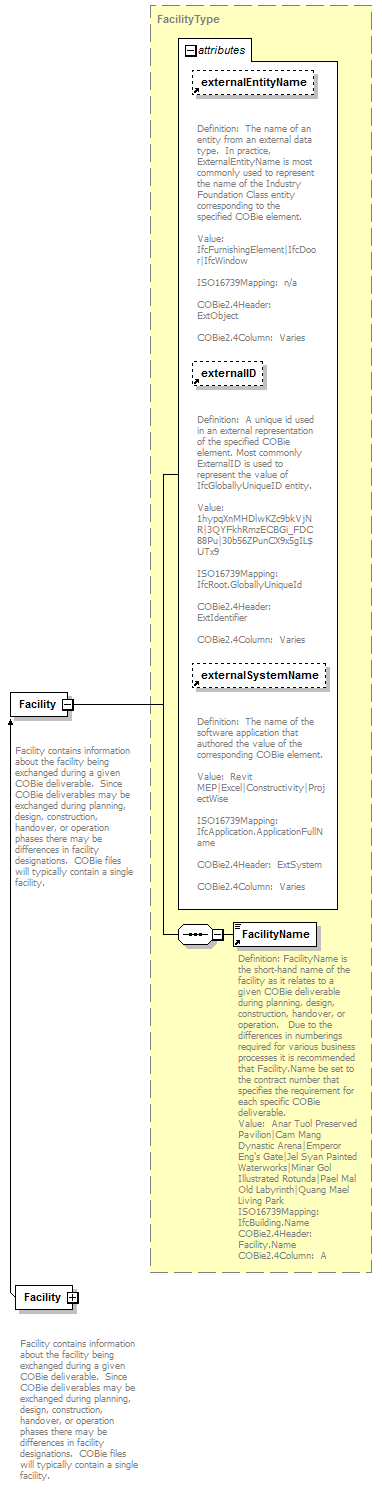 FacilityType
attributes
externalEntityName
Definition:  The name of an
entity from an external data
type.  In practice,
ExternalEntityName is most
commonly used to represent
the name of the Industry
Foundation Class entity
corresponding to the
specified COBie element.
Value:
IfcFurnishingElement|IfcDoo
r|IfcWindow
ISO16739Mapping:  n/a
COBie2.4Header:
ExtObject
COBie2.4Column:  Varies
externalID
Definition:  A unique id used
in an external representation
of the specified COBie
element. Most commonly
ExternalID is used to
represent the value of
IfcGloballyUniqueID entity.
Value:
1hypqXnMHDlwKZc9bkVjN
R|3QYFkhRmzECBGi_FDC
88Pu|30b56ZPunCX9x5gIL$
UTx9
ISO16739Mapping:
IfcRoot.GloballyUniqueId
COBie2.4Header:
ExtIdentifier
COBie2.4Column:  Varies
externalSystemName
Definition:  The name of the
software application that
authored the value of the
corresponding COBie element.
Value:  Revit
MEP|Excel|Constructivity|Proj
ectWise
ISO16739Mapping:
IfcApplication.ApplicationFullN
ame
COBie2.4Header:  ExtSystem
COBie2.4Column:  Varies
Facility
Facility contains information
about the facility being
exchanged during a given
COBie deliverable.  Since
COBie deliverables may be
exchanged during planning,
design, construction,
handover, or operation
phases there may be
differences in facility
designations.  COBie files
will typically contain a single
facility.
FacilityName
Definition: FacilityName is
the short-hand name of the
facility as it relates to a
given COBie deliverable
during planning, design,
construction, handover, or
operation.   Due to the
differences in numberings
required for various business
processes it is recommended
that Facility.Name be set to
the contract number that
specifies the requirement for
each specific COBie
deliverable.
Value:  Anar Tuol Preserved
Pavilion|Cam Mang
Dynastic Arena|Emperor
Eng's Gate|Jel Syan Painted
Waterworks|Minar Gol
Illustrated Rotunda|Pael Mal
Old Labyrinth|Quang Mael
Living Park
ISO16739Mapping:
IfcBuilding.Name
COBie2.4Header:
Facility.Name
COBie2.4Column:  A
Facility
Facility contains information
about the facility being
exchanged during a given
COBie deliverable.  Since
COBie deliverables may be
exchanged during planning,
design, construction,
handover, or operation
phases there may be
differences in facility
designations.  COBie files
will typically contain a single
facility.